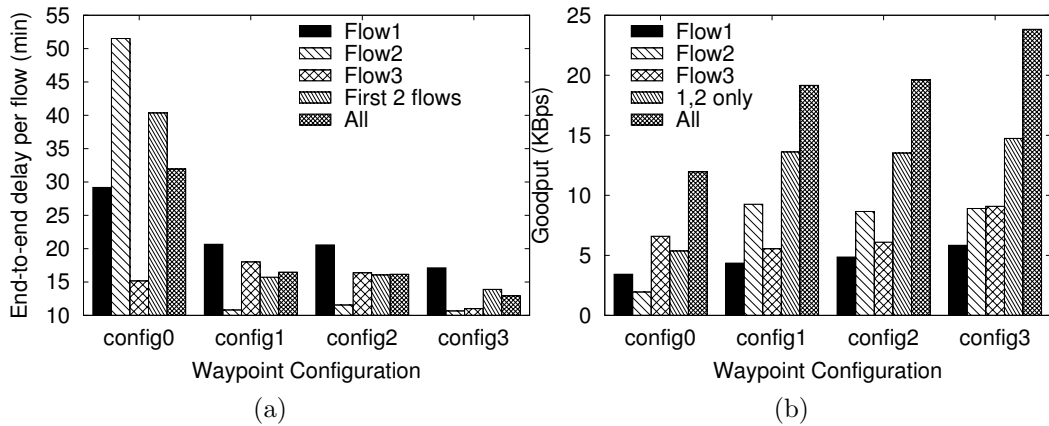 End-to-end delay per flow (min)
55
50
45
40
35
30
25
20
15
10
Flow1
Flow2
Flow3
First 2 flows
All
config0 config1 config2 config3
Waypoint Configuration
(a)
Goodput (KBps)
25
20
15
10
5
0
Flow1
Flow2
Flow3
1,2 only
All
config0 config1 config2 config3
Waypoint Configuration
(b)